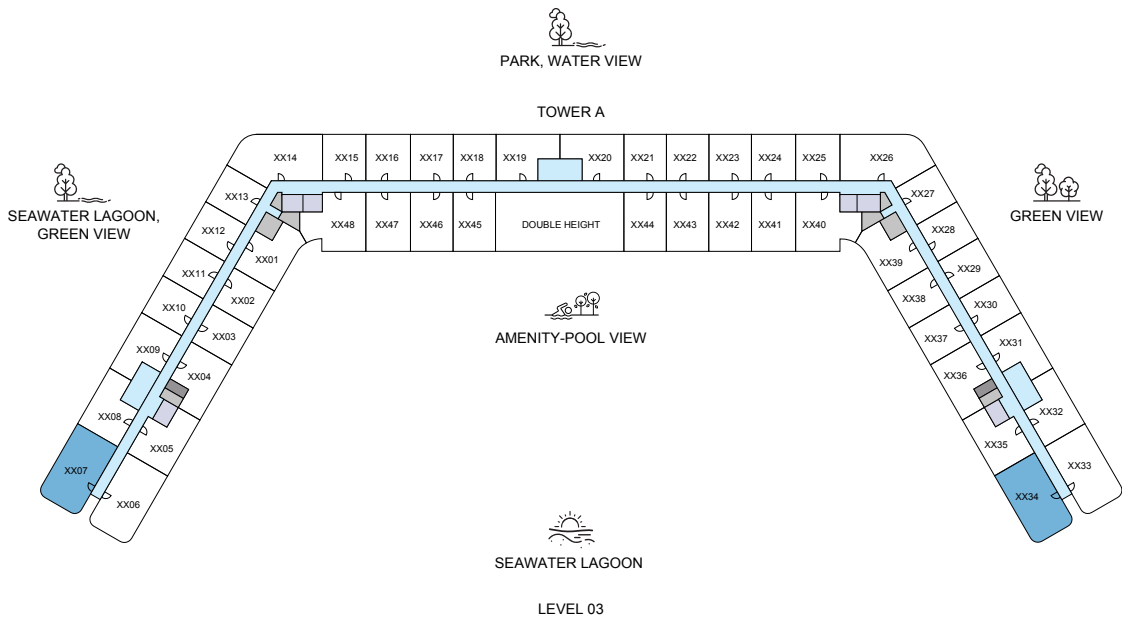 PARK, WATER VIEW
TOWER A
XX14
XX15
XX16
XX17
XX18
XX19
XX20
XX21
XX22
XX23
XX24
XX25
XX26
SEAWATER LAGOON,
GREEN VIEW
GREEN VIEW
XX13
XX27
XX12
XX48
XX47
XX46
XX45
DOUBLE HEIGHT
XX44
XX43
XX42
XX41
XX40
XX28
XX01
XX39
XX11
XX29
XX02
XX38
XX10
XX30
XX03
XX37
AMENITY-POOL VIEW
XX09
XX31
XX04
XX36
XX08
XX32
XX05
XX35
XX07
XX33
XX06
XX34
SEAWATER LAGOON
LEVEL 03